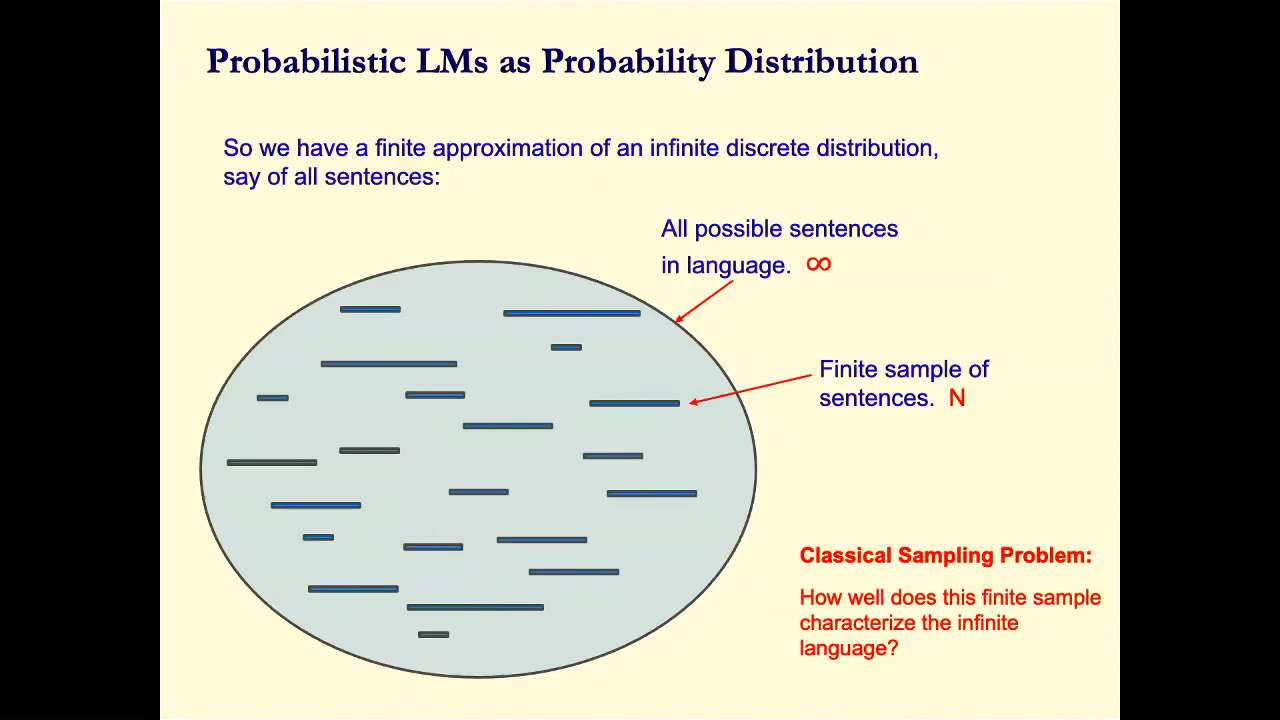 Probabilistic LMs as Probability Distribution
So we have a finite approximation of an infinite discrete distribution,
say of all sentences:
All possible sentences
in language. ∞
Finite sample of
sentences. N
Classical Sampling Problem:
How well does this finite sample
characterize the infinite
language?